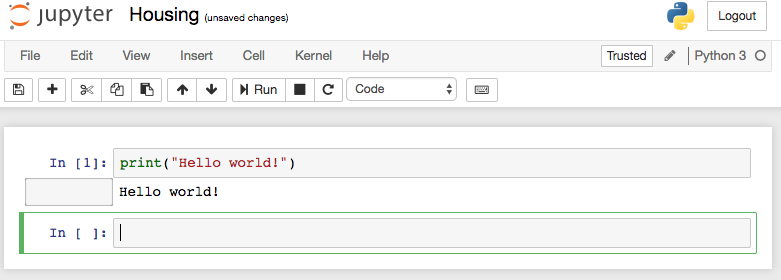 jupyter Housing (unsaved changes) Logout
File Edit View Insert Cell Kernel Help Trusted Python 3
Run Code
In [1]: print("Hello world!")
Hello world!
In [ ]: